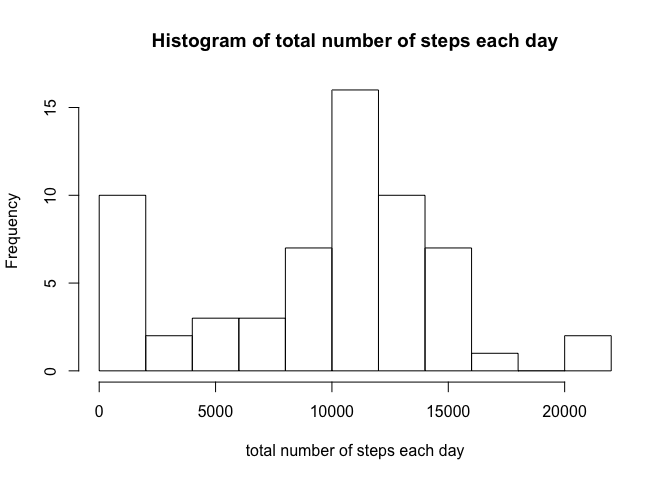 Histogram of total number of steps each day
Frequency
15
10
5
0
0 5000 10000 15000 20000
total number of steps each day